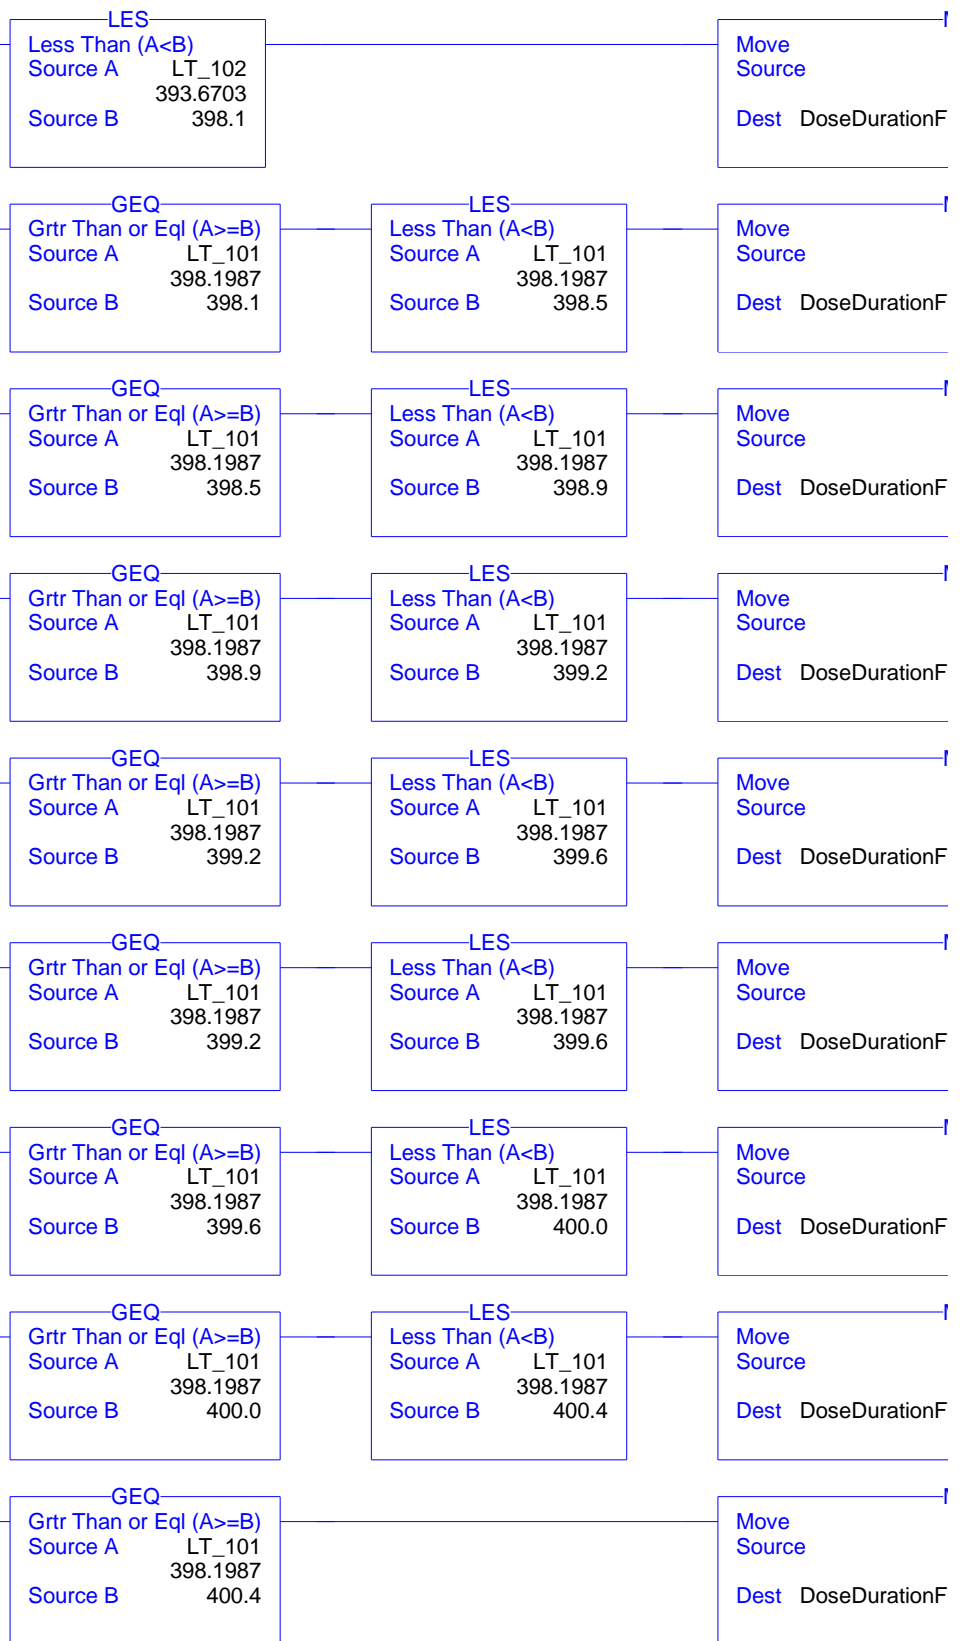 LES
Less Than (A<B)
Source A LT_102
393.6703
Source B 398.1
Move
Source
Dest DoseDurationF
GEQ
Grtr Than or Eql (A>=B)
Source A LT_101
398.1987
Source B 398.1
LES
Less Than (A<B)
Source A LT_101
398.1987
Source B 398.5
Move
Source
Dest DoseDurationF
GEQ
Grtr Than or Eql (A>=B)
Source A LT_101
398.1987
Source B 398.5
LES
Less Than (A<B)
Source A LT_101
398.1987
Source B 398.9
Move
Source
Dest DoseDurationF
GEQ
Grtr Than or Eql (A>=B)
Source A LT_101
398.1987
Source B 398.9
LES
Less Than (A<B)
Source A LT_101
398.1987
Source B 399.2
Move
Source
Dest DoseDurationF
GEQ
Grtr Than or Eql (A>=B)
Source A LT_101
398.1987
Source B 399.2
LES
Less Than (A<B)
Source A LT_101
398.1987
Source B 399.6
Move
Source
Dest DoseDurationF
GEQ
Grtr Than or Eql (A>=B)
Source A LT_101
398.1987
Source B 399.2
LES
Less Than (A<B)
Source A LT_101
398.1987
Source B 399.6
Move
Source
Dest DoseDurationF
GEQ
Grtr Than or Eql (A>=B)
Source A LT_101
398.1987
Source B 399.6
LES
Less Than (A<B)
Source A LT_101
398.1987
Source B 400.0
Move
Source
Dest DoseDurationF
GEQ
Grtr Than or Eql (A>=B)
Source A LT_101
398.1987
Source B 400.0
LES
Less Than (A<B)
Source A LT_101
398.1987
Source B 400.4
Move
Source
Dest DoseDurationF
GEQ
Grtr Than or Eql (A>=B)
Source A LT_101
398.1987
Source B 400.4
Move
Source
Dest DoseDurationF